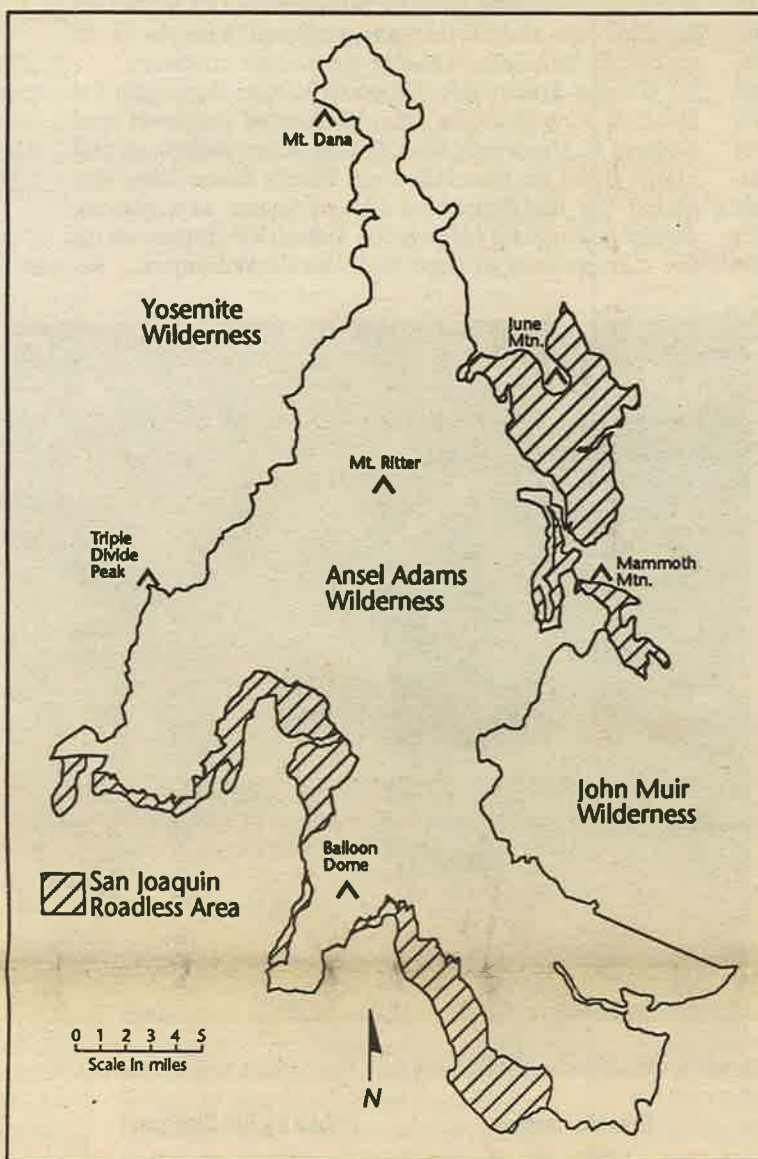 Mt. Dana
Yosemite
Wilderness
June
Mtn.
Mt. Ritter
Triple
Divide
Peak
Ansel Adams
Wilderness
Mammoth
Mtn.
John Muir
Wilderness
Balloon
Dome
San Joaquin
Roadless Area
0 1 2 3 4 5
Scale in miles
N